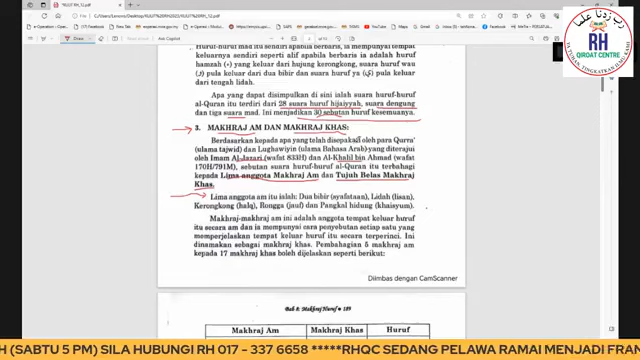 huruf-huruf mad itu sendiri apabila berbaris, ia mempunyai tempat
keluarnya sendiri seperti alif apabila berbaris ia adalah huruf
hamzah (ء) yang keluar dari hujung kerongkong, suara huruf wau
pula keluar dari dua bibir dan suara huruf ya pula keluar dari
tengah lidah.
Apa yang dapat disimpulkan di sini ialah suara huruf-huruf
al-Quran itu terdiri dari 28 suara huruf hijaiyyah, suara dengung
dan tiga suara mad. Ini menjadikan 30 sebutan huruf kesemuanya.
3. MAKHRAJ AM DAN MAKHRAJ KHAS:
Berdasarkan kepada apa yang telah disepakati oleh para Qurra'
(ulama tajwid) dan Lughawiyin (ulama Bahasa Arab) yang diterajui
oleh Imam Al-Jazari (wafat 833H) dan Al-Khalil bin Ahmad (wafat
170H/791M), sebutan suara huruf-huruf al-Quran itu terbahagi
kepada Lima anggota Makhraj Am dan Tujuh Belas Makhraj
Khas.
Lima anggota am itu ialah: Dua bibir (syafatain), Lidah (lisan),
Kerongkong (halq), Rongga (jauf) dan Pangkal hidung (khaisyum).
Makhraj-makhraj am ini adalah anggota tempat keluar huruf
itu secara am dan ia mempunyai cara penyebutan setiap satu yang
memperjelaskan tempat keluar huruf itu secara terperinci. Ini
dinamakan sebagai makhraj khas. Pembahagian 5 makhraj am
kepada 17 makhraj khas boleh dijelaskan seperti berikut:
Diimbas dengan CamScanner
Bab 8: Makhraj Huruf • 189
Makhraj Am Makhraj Khas Huruf
RH
QIROAT CENTRE
H (SABTU 5 PM) SILA HUBUNGI RH 017 - 337 6658 *****RHQC SEDANG PELAWA RAMAI MENJADI FRAN